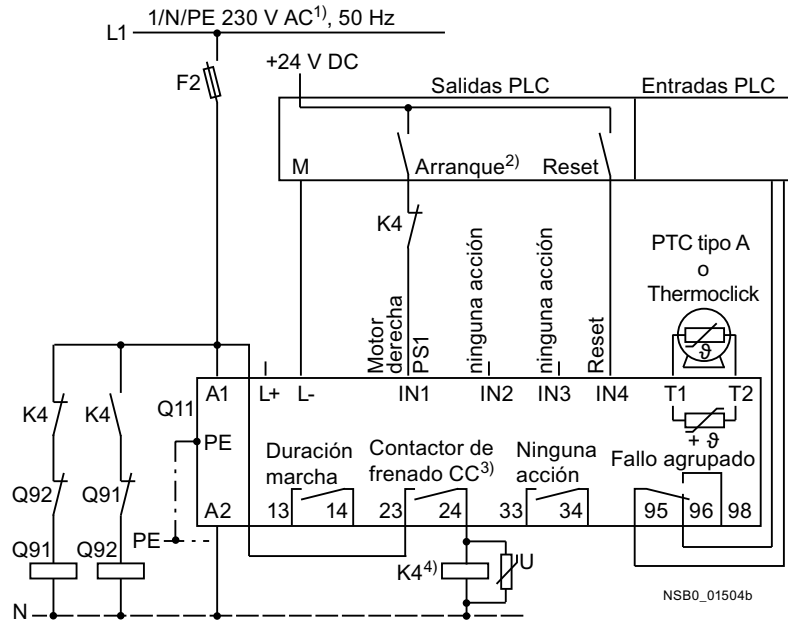 1/N/PE 230 V AC1), 50 Hz
L1
+24 V DC
F2
Salidas PLC
Entradas PLC
M
Arranque2)
Reset
K4
PTC tipo A
o
Thermoclick
Motor
derecha
PS1
ninguna acción
ninguna acción
Reset
ϑ
Q11
A1
L+
L-
IN1
IN2
IN3
IN4
T1
T2
K4
K4
PE
+ ϑ
Duración
marcha
Contactor de
frenado CC3)
Ninguna
acción
Fallo agrupado
Q92
Q91
A2
13
14
23
24
33
34
95
96
98
PE
Q91
Q92
K44)
U
NSB0_01504b
N